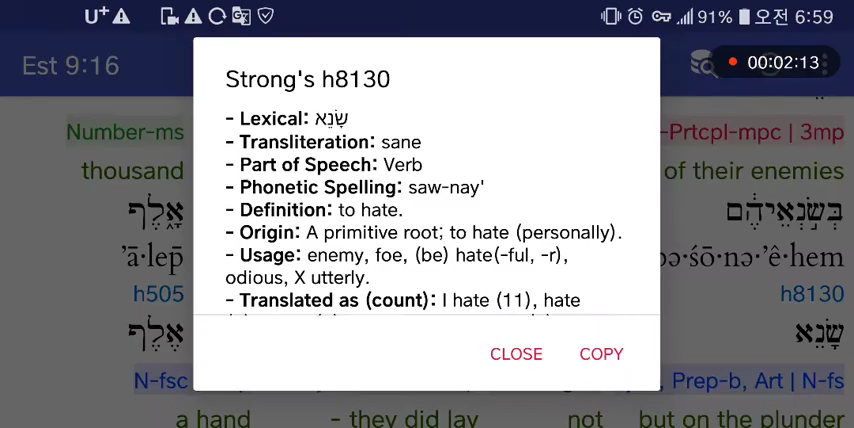 U+ 91% 오전 6:59
Est 9:16
00:02:13
Strong's h8130
- Lexical: שָׂנֵא
- Transliteration: sane
- Part of Speech: Verb
- Phonetic Spelling: saw-nay'
- Definition: to hate.
- Origin: A primitive root; to hate (personally).
- Usage: enemy, foe, (be) hate(-ful, -r),
odious, X utterly.
- Translated as (count): I hate (11), hate
CLOSE COPY
Number-ms -Prtcpl-mpc | 3mp
thousand of their enemies
אָ֑לֶף בְּשֹׂ֣נְאֵיהֶ֔ם
’ā·lep̄ śō·nə·’ê·hem
h505 h8130
אֶלֶף שָׂנֵא
N-fsc , Prep-b, Art | N-fs
a hand - they did lay not but on the plunder